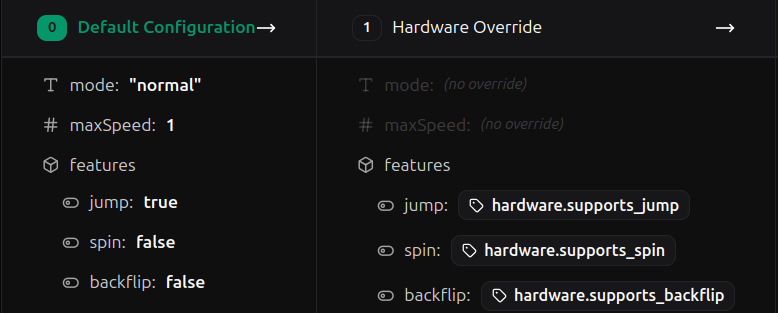 0 Default Configuration
mode: "normal"
maxSpeed: 1
features
jump: true
spin: false
backflip: false
1 Hardware Override
mode: (no override)
maxSpeed: (no override)
features
jump: hardware.supports_jump
spin: hardware.supports_spin
backflip: hardware.supports_backflip